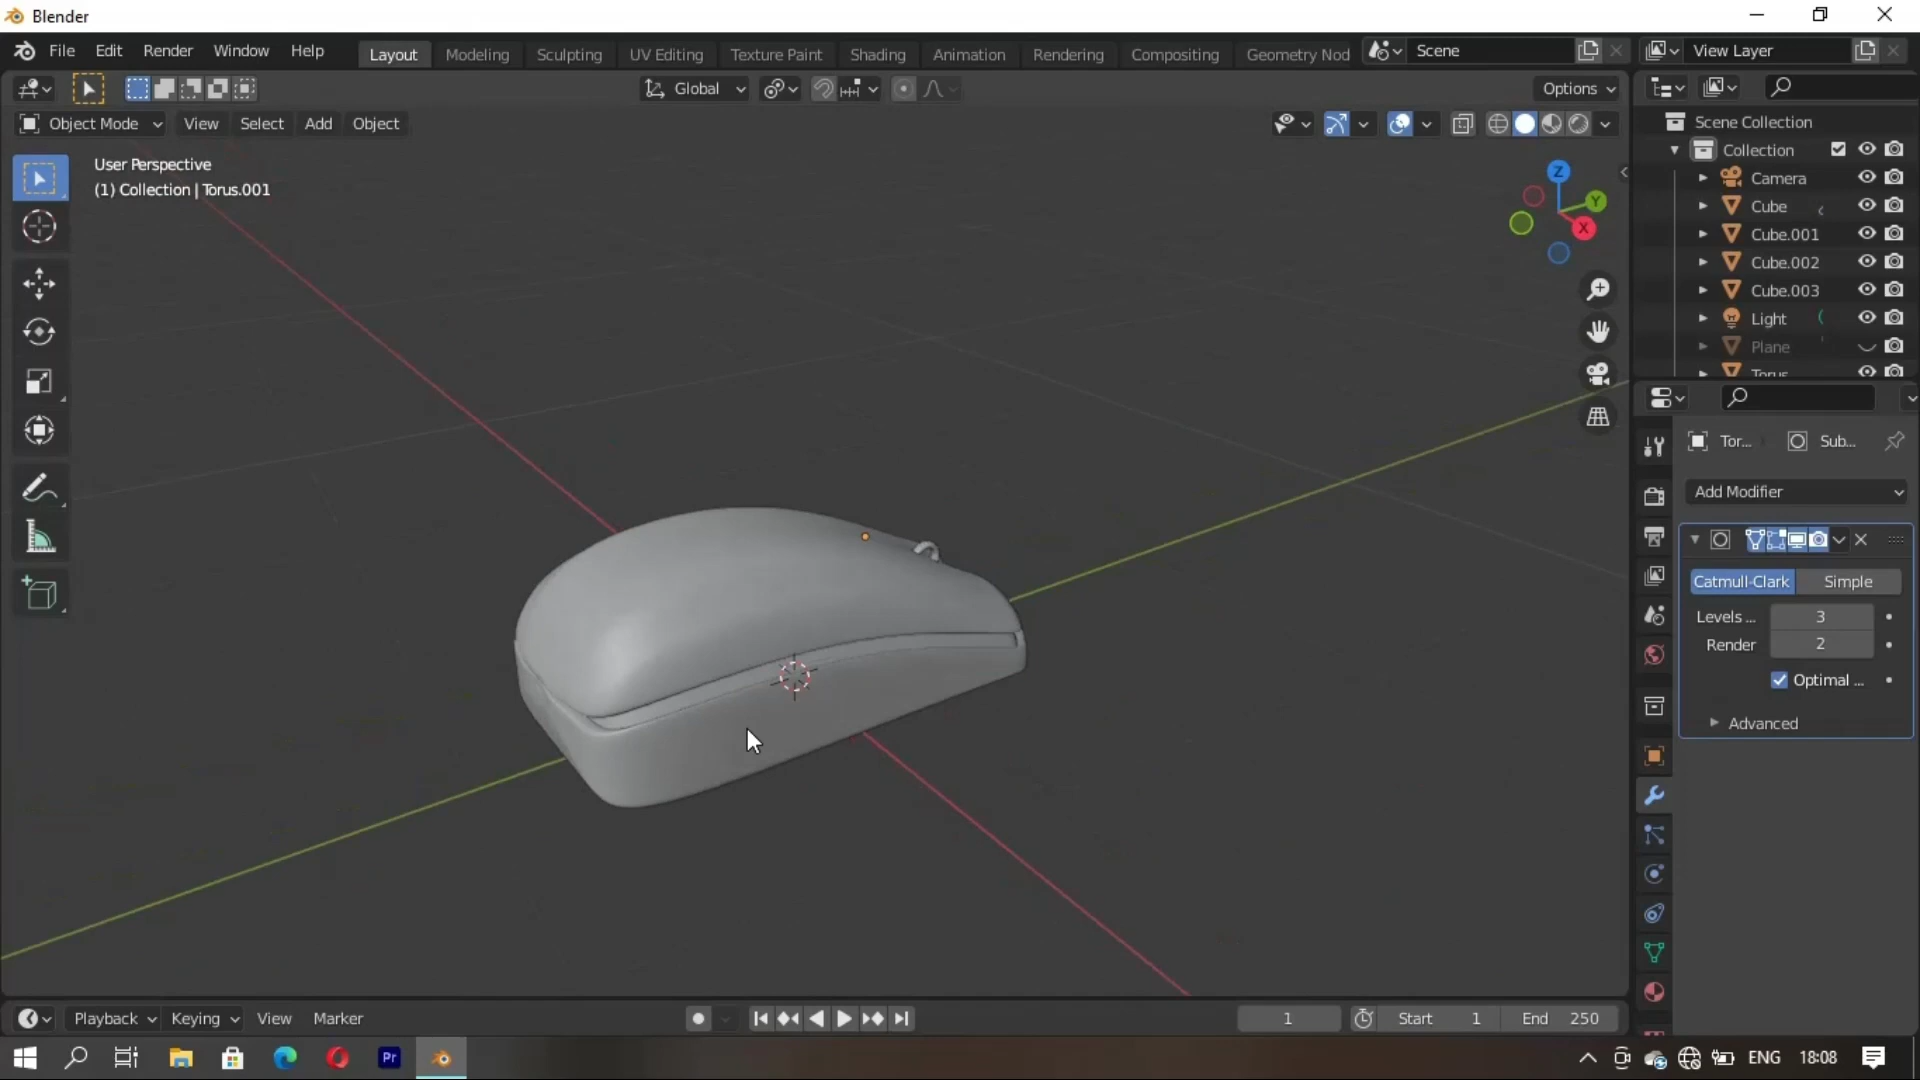 Blender
File Edit Render Window Help
Layout Modeling Sculpting UV Editing Texture Paint Shading Animation Rendering Compositing Geometry Nod
Scene
View Layer
Global
Options
Object Mode View Select Add Object
User Perspective
(1) Collection | Torus.001
Z
Y
X
Scene Collection
Collection
Camera
Cube
Cube.001
Cube.002
Cube.003
Light
Plane
Torus
Tor... Sub...
Add Modifier
Catmull-Clark Simple
Levels ... 3
Render 2
Optimal ...
Advanced
Playback Keying View Marker
1
Start 1
End 250
Pr
ENG 18:08